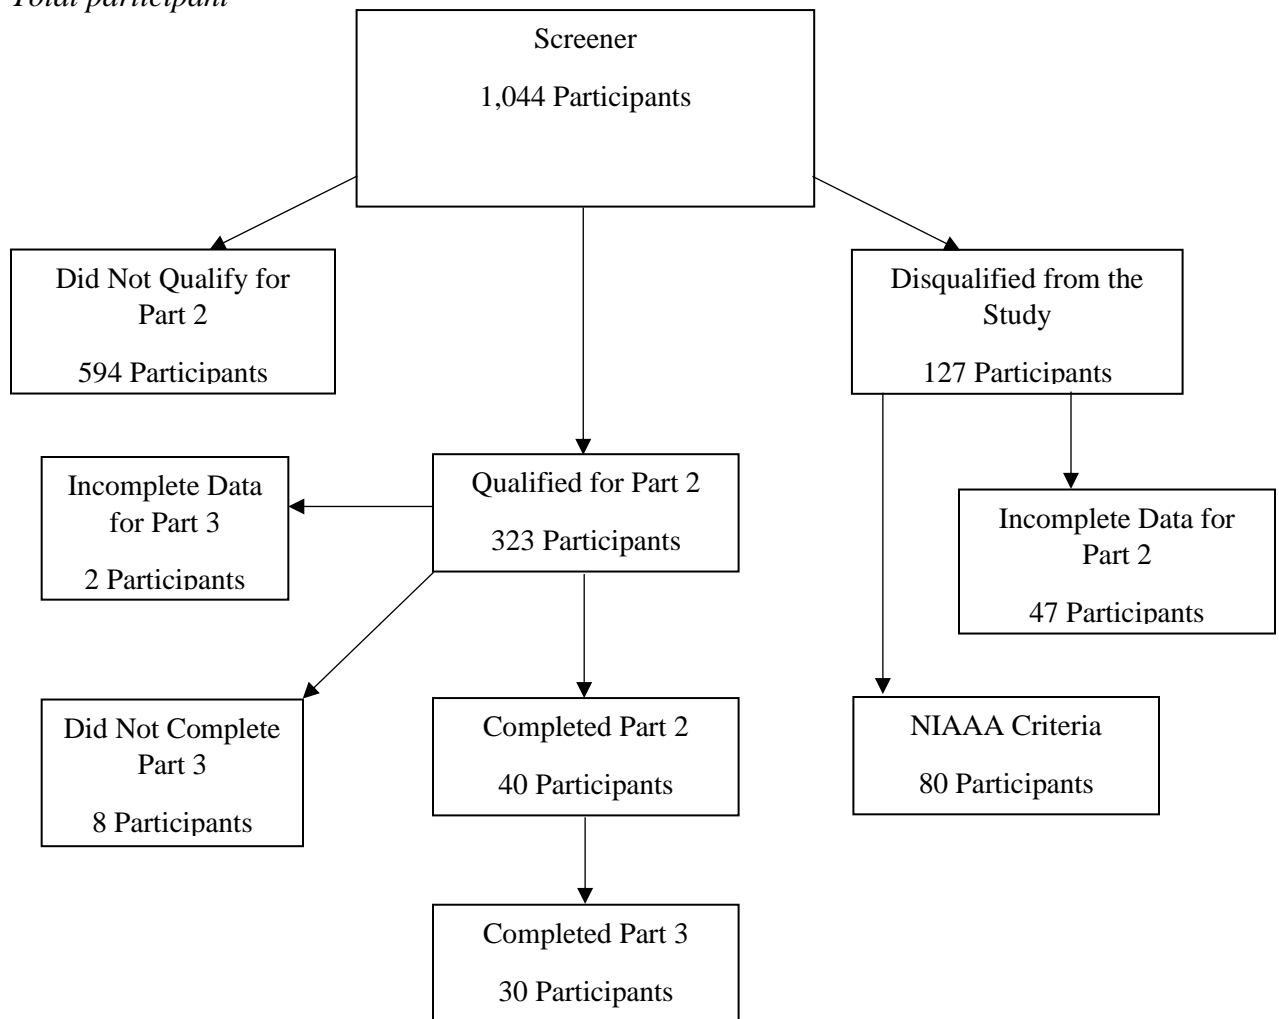 Total participant
Screener
1,044 Participants
Did Not Qualify for
Part 2
594 Participants
Disqualified from the
Study
127 Participants
Incomplete Data
for Part 3
2 Participants
Qualified for Part 2
323 Participants
Incomplete Data for
Part 2
47 Participants
Did Not Complete
Part 3
8 Participants
Completed Part 2
40 Participants
NIAAA Criteria
80 Participants
Completed Part 3
30 Participants